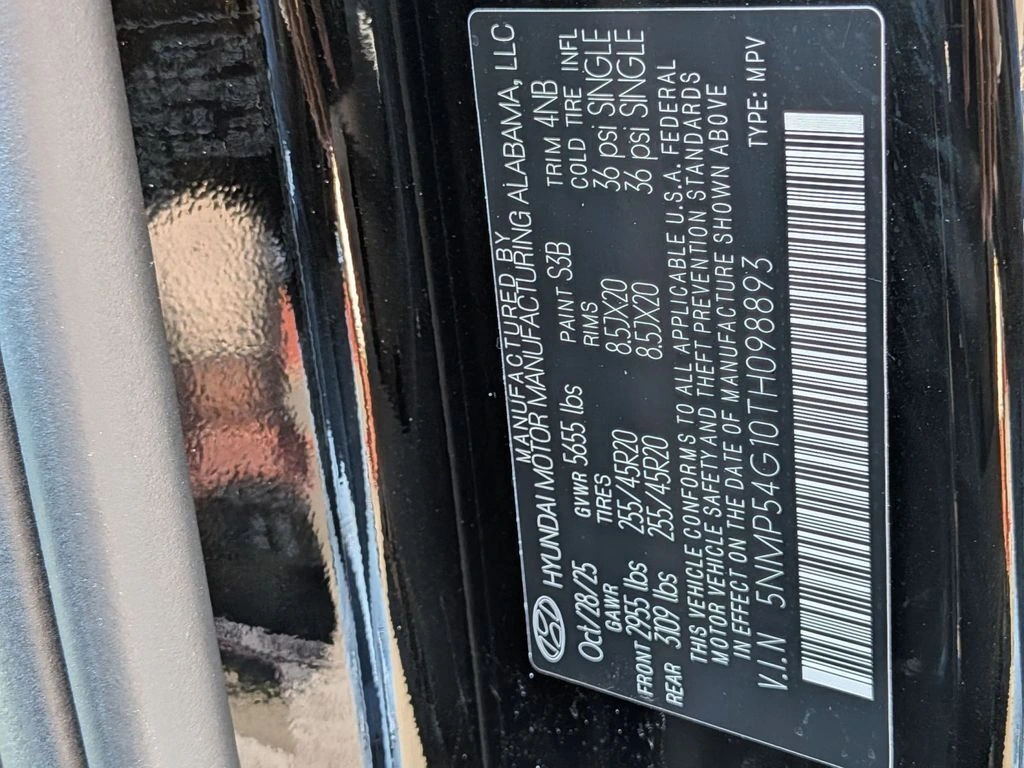 MANUFACTURED BY
HYUNDAI MOTOR MANUFACTURING ALABAMA, LLC
Oct/28/25 GVWR 5655 lbs PAINT S3B TRIM 4NB
GAWR TIRES RIMS COLD TIRE INFL
FRONT 2955 lbs 255/45R20 8.5JX20 36 psi SINGLE
REAR 3109 lbs 255/45R20 8.5JX20 36 psi SINGLE
THIS VEHICLE CONFORMS TO ALL APPLICABLE U.S.A. FEDERAL
MOTOR VEHICLE SAFETY AND THEFT PREVENTION STANDARDS
IN EFFECT ON THE DATE OF MANUFACTURE SHOWN ABOVE
V.I.N 5NMP54G10TH098893 TYPE: MPV